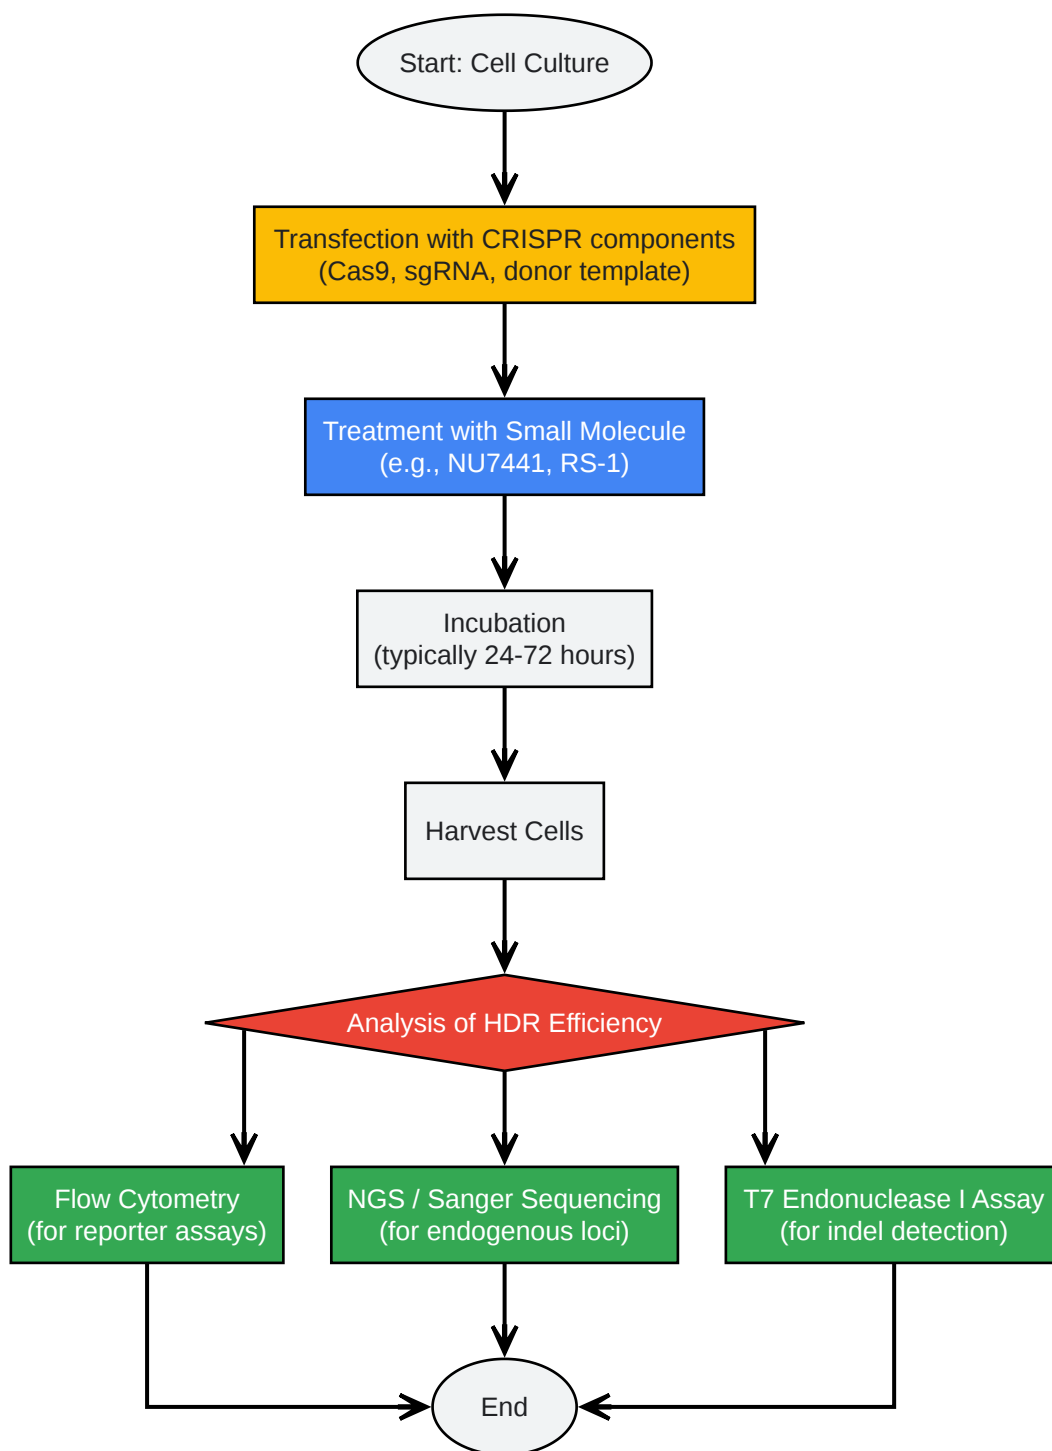 Start: Cell Culture
Transfection with CRISPR components
(Cas9, sgRNA, donor template)
Treatment with Small Molecule
(e.g., NU7441, RS-1)
Incubation
(typically 24-72 hours)
Harvest Cells
Analysis of HDR Efficiency
Flow Cytometry
(for reporter assays)
NGS / Sanger Sequencing
(for endogenous loci)
T7 Endonuclease I Assay
(for indel detection)
End